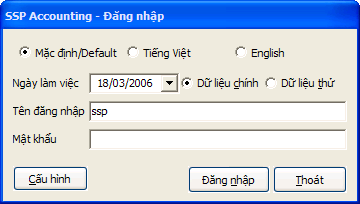 SSP Accounting - Đăng nhập
Mặc định/Default Tiếng Việt English
Ngày làm việc 18/03/2006 Dữ liệu chính Dữ liệu thử
Tên đăng nhập ssp
Mật khẩu
Cấu hình Đăng nhập Thoát